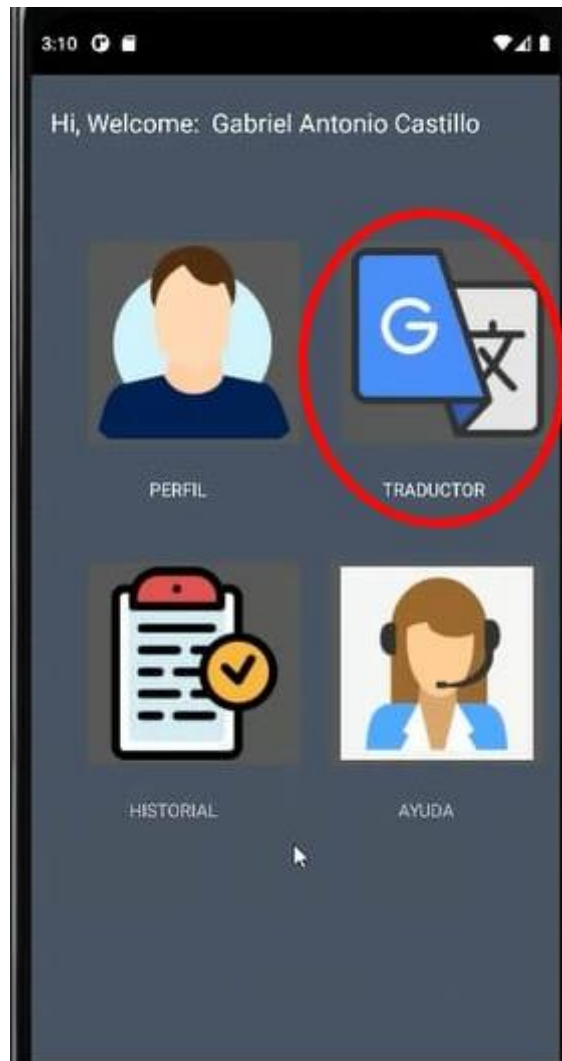 3:10
Hi, Welcome: Gabriel Antonio Castillo
G 文
PERFIL TRADUCTOR
HISTORIAL AYUDA